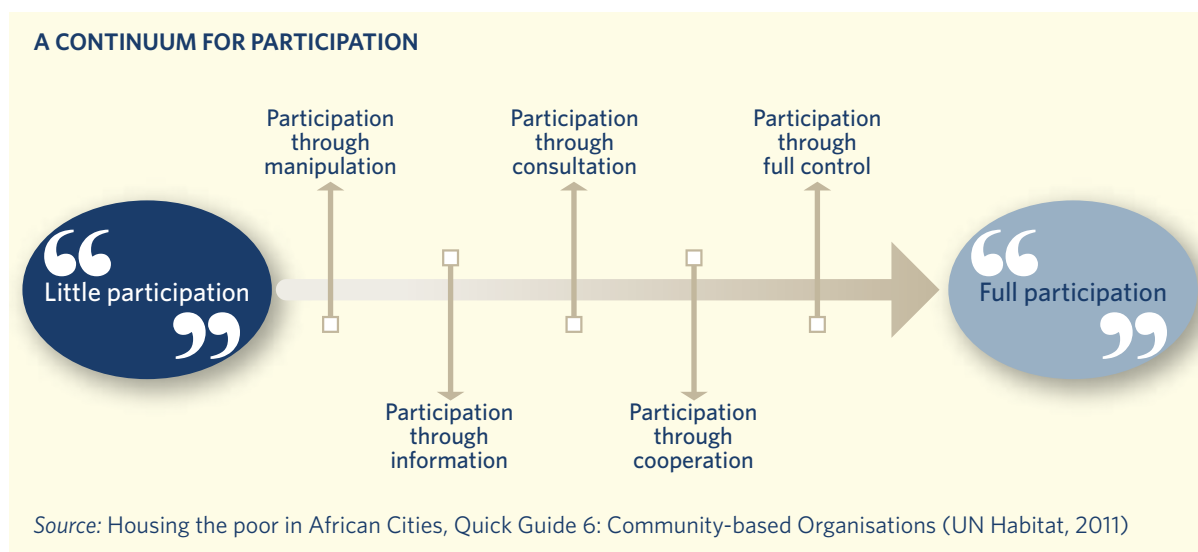 A CONTINUUM FOR PARTICIPATION
Participation
through
manipulation
Participation
through
consultation
Participation
through
full control
“
Little participation
”
“
Full participation
”
Participation
through
information
Participation
through
cooperation
Source: Housing the poor in African Cities, Quick Guide 6: Community-based Organisations (UN Habitat, 2011)